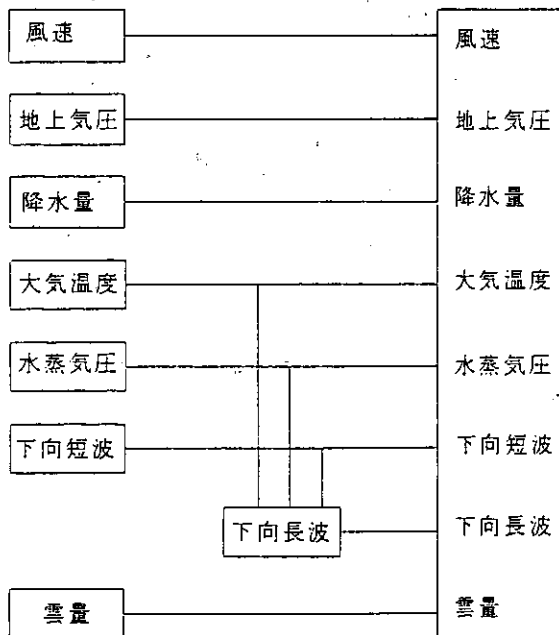 風速
風速
地上気圧
地上気圧
降水量
降水量
大気温度
大気温度
水蒸気圧
水蒸気圧
下向短波
下向短波
下向長波
下向長波
雲量
雲量